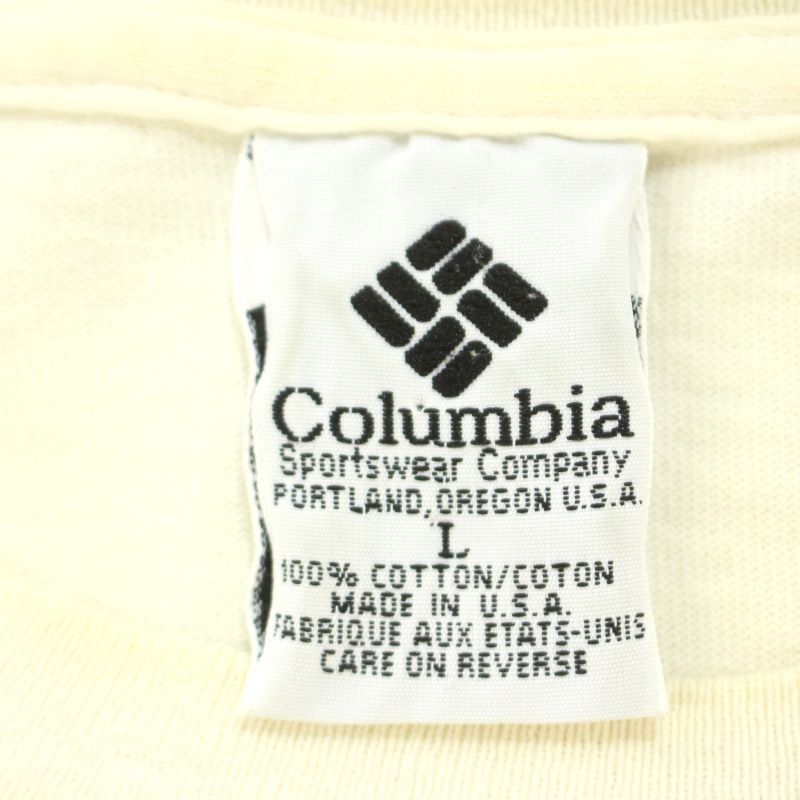 Columbia
Sportswear Company
PORTLAND, OREGON U.S.A.
L
100% COTTON/COTON
MADE IN U.S.A.
FABRIQUE AUX ETATS-UNIS
CARE ON REVERSE